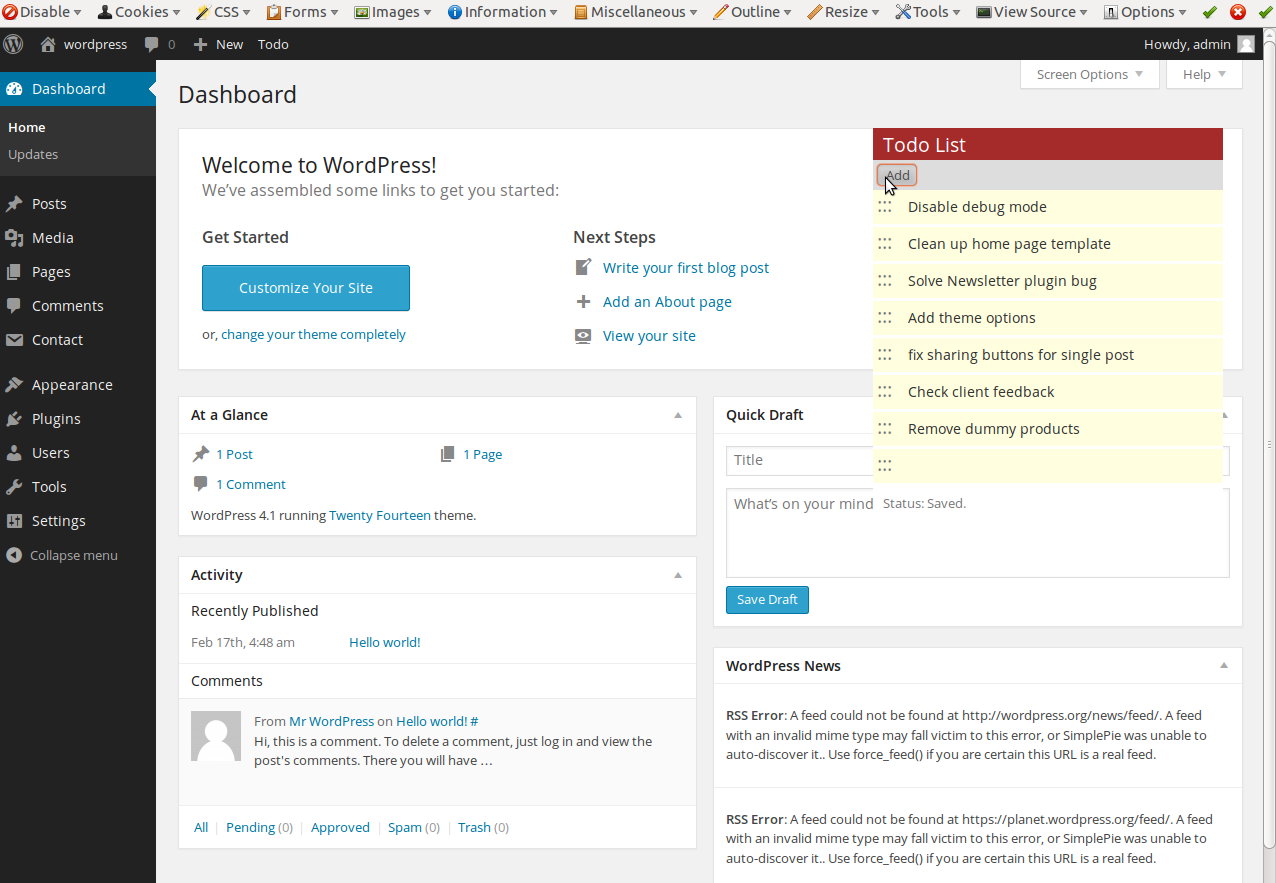 Disable Cookies CSS Forms Images Information Miscellaneous Outline Resize Tools View Source Options
wordpress 0 New Todo Howdy, admin
Screen Options Help
Dashboard
Home
Updates
Posts
Media
Pages
Comments
Contact
Appearance
Plugins
Users
Tools
Settings
Collapse menu
Dashboard
Welcome to WordPress!
We've assembled some links to get you started:
Get Started
Customize Your Site
or, change your theme completely
Next Steps
Write your first blog post
Add an About page
View your site
Todo List
Add
Disable debug mode
Clean up home page template
Solve Newsletter plugin bug
Add theme options
fix sharing buttons for single post
Check client feedback
Remove dummy products
Status: Saved.
At a Glance
1 Post 1 Page
1 Comment
WordPress 4.1 running Twenty Fourteen theme.
Activity
Recently Published
Feb 17th, 4:48 am Hello world!
Comments
From Mr WordPress on Hello world! #
Hi, this is a comment. To delete a comment, just log in and view the
post's comments. There you will have …
All | Pending (0) | Approved | Spam (0) | Trash (0)
Quick Draft
Title
What's on your mind
Save Draft
WordPress News
RSS Error: A feed could not be found at http://wordpress.org/news/feed/. A feed
with an invalid mime type may fall victim to this error, or SimplePie was unable to
auto-discover it.. Use force_feed() if you are certain this URL is a real feed.
RSS Error: A feed could not be found at https://planet.wordpress.org/feed/. A feed
with an invalid mime type may fall victim to this error, or SimplePie was unable to
auto-discover it.. Use force_feed() if you are certain this URL is a real feed.